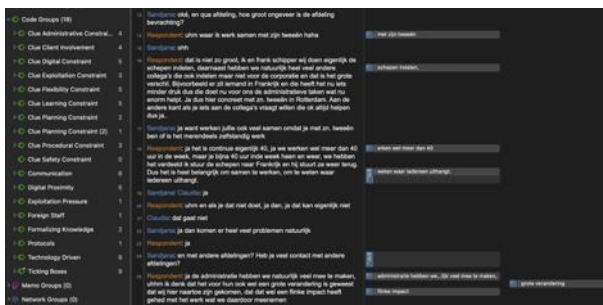 Code Groups (18)
Clue Administrative Constrai... 4
Clue Client Involvement 4
Clue Digital Constraint 5
Clue Exploitation Constraint 3
Clue Flexibility Constraint 5
Clue Learning Constraint 5
Clue Planning Constraint 2
Clue Planning Constraint (2) 1
Clue Procedural Constraint 3
Clue Safety Constraint 0
Communication 6
Digital Proximity 5
Exploitation Pressure 1
Foreign Staff 1
Formalizing Knowledge 3
Protocols 1
Technology Driven 8
Ticking Boxes 9
Memo Groups (0)
Network Groups (0)
Sandjana: oké, en qua afdeling, hoe groot ongeveer is de afdeling
bevrachting?
Respondent: uhm waar ik werk samen met zijn tweeën haha
Sandjana: shh
Respondent: dat is niet zo groot, ik en frank schipper wij doen eigenlijk de
schepen indelen, daarnaast hebben we natuurlijk heel veel andere
collega's die ook indelen maar niet voor de corporatie en dat is het grote
verschil. Bijvoorbeeld er zit iemand in Frankrijk en die heeft het nu iets
minder druk dus die doet nu voor ons de administratieve taken wat nu
enorm helpt. Ja dus hier concreet met zn. tweeën in Rotterdam. Aan de
andere kant als je iets aan de collega's vraagt willen die ok altijd helpen
dus ja..
Sandjana: ja want werken jullie ook veel samen omdat je met zn. tweeën
ben of is het merendeels zelfstandig werk
Respondent: ja het is continue eigenlijk 40, ja we werken wel meer dan 40
uur in de week, maar je bijna 40 uur inde week heen en weer, we hebben
het verdeeld ik stuur de schepen naar Frankrijk en hij stuurt ze weer terug.
Dus het is heel belangrijk om samen te werken, om te weten waar
iedereen uithangt.
Sandjana/ Claudia: ja
Respondent: uhm en als je dat niet doet, ja dan, ja dat kan eigenlijk niet
Claudia: dat gaat niet
Sandjana: ja dan komen er heel veel problemen natuurlijk
Respondent: ja
Sandjana: en met andere afdelingen? Heb je veel contact met andere
afdelingen?
Respondent: ja de administratie hebben we natuurlijk veel mee te maken,
uhhm ik denk dat het voor hun ook wel een grote verandering is geweest
dat wij hier naartoe zijn gekomen, dat dat wel een flinke impact heeft
gehad met het werk wat we daardoor meenemen
met zijn tweeën
schepen indelen,
erken wel meer dan 40
weten waar iedereen uithangt.
administratie hebben we... lijk veel mee te maken,
grote verandering
flinke impact